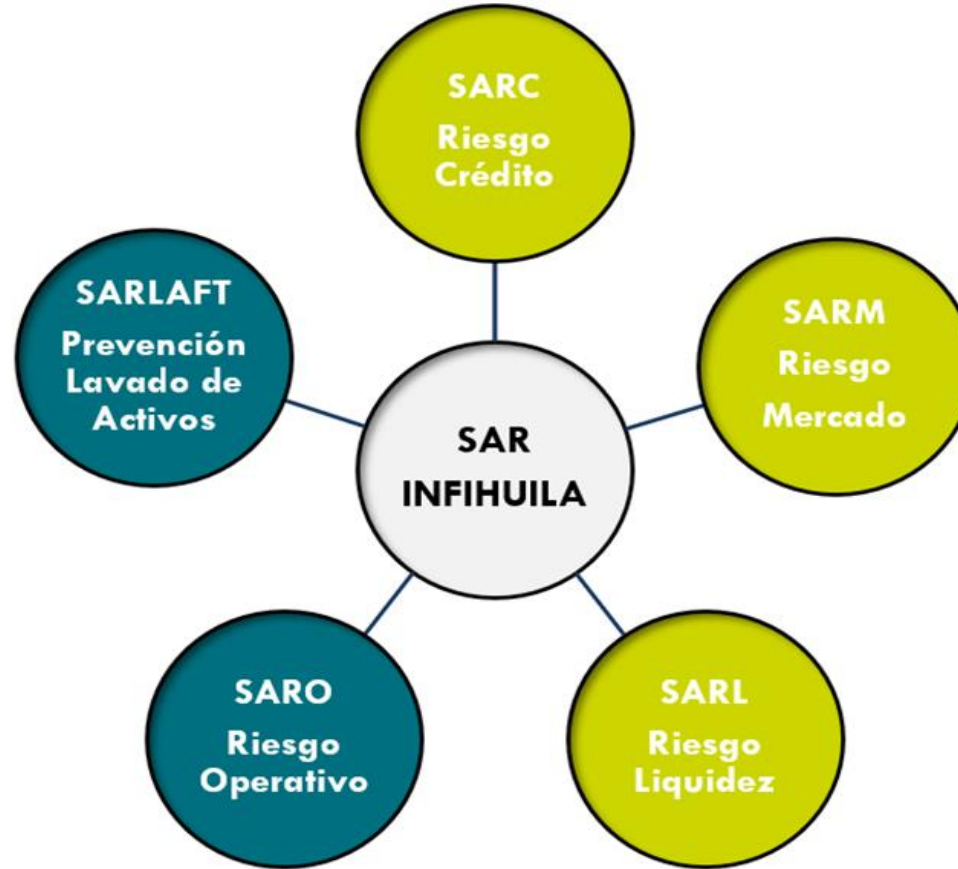 SARC
Riesgo
Crédito
SARLAFT
Prevención
Lavado de
Activos
SARM
Riesgo
Mercado
SAR
INFIHUILA
SARO
Riesgo
Operativo
SARL
Riesgo
Liquidez